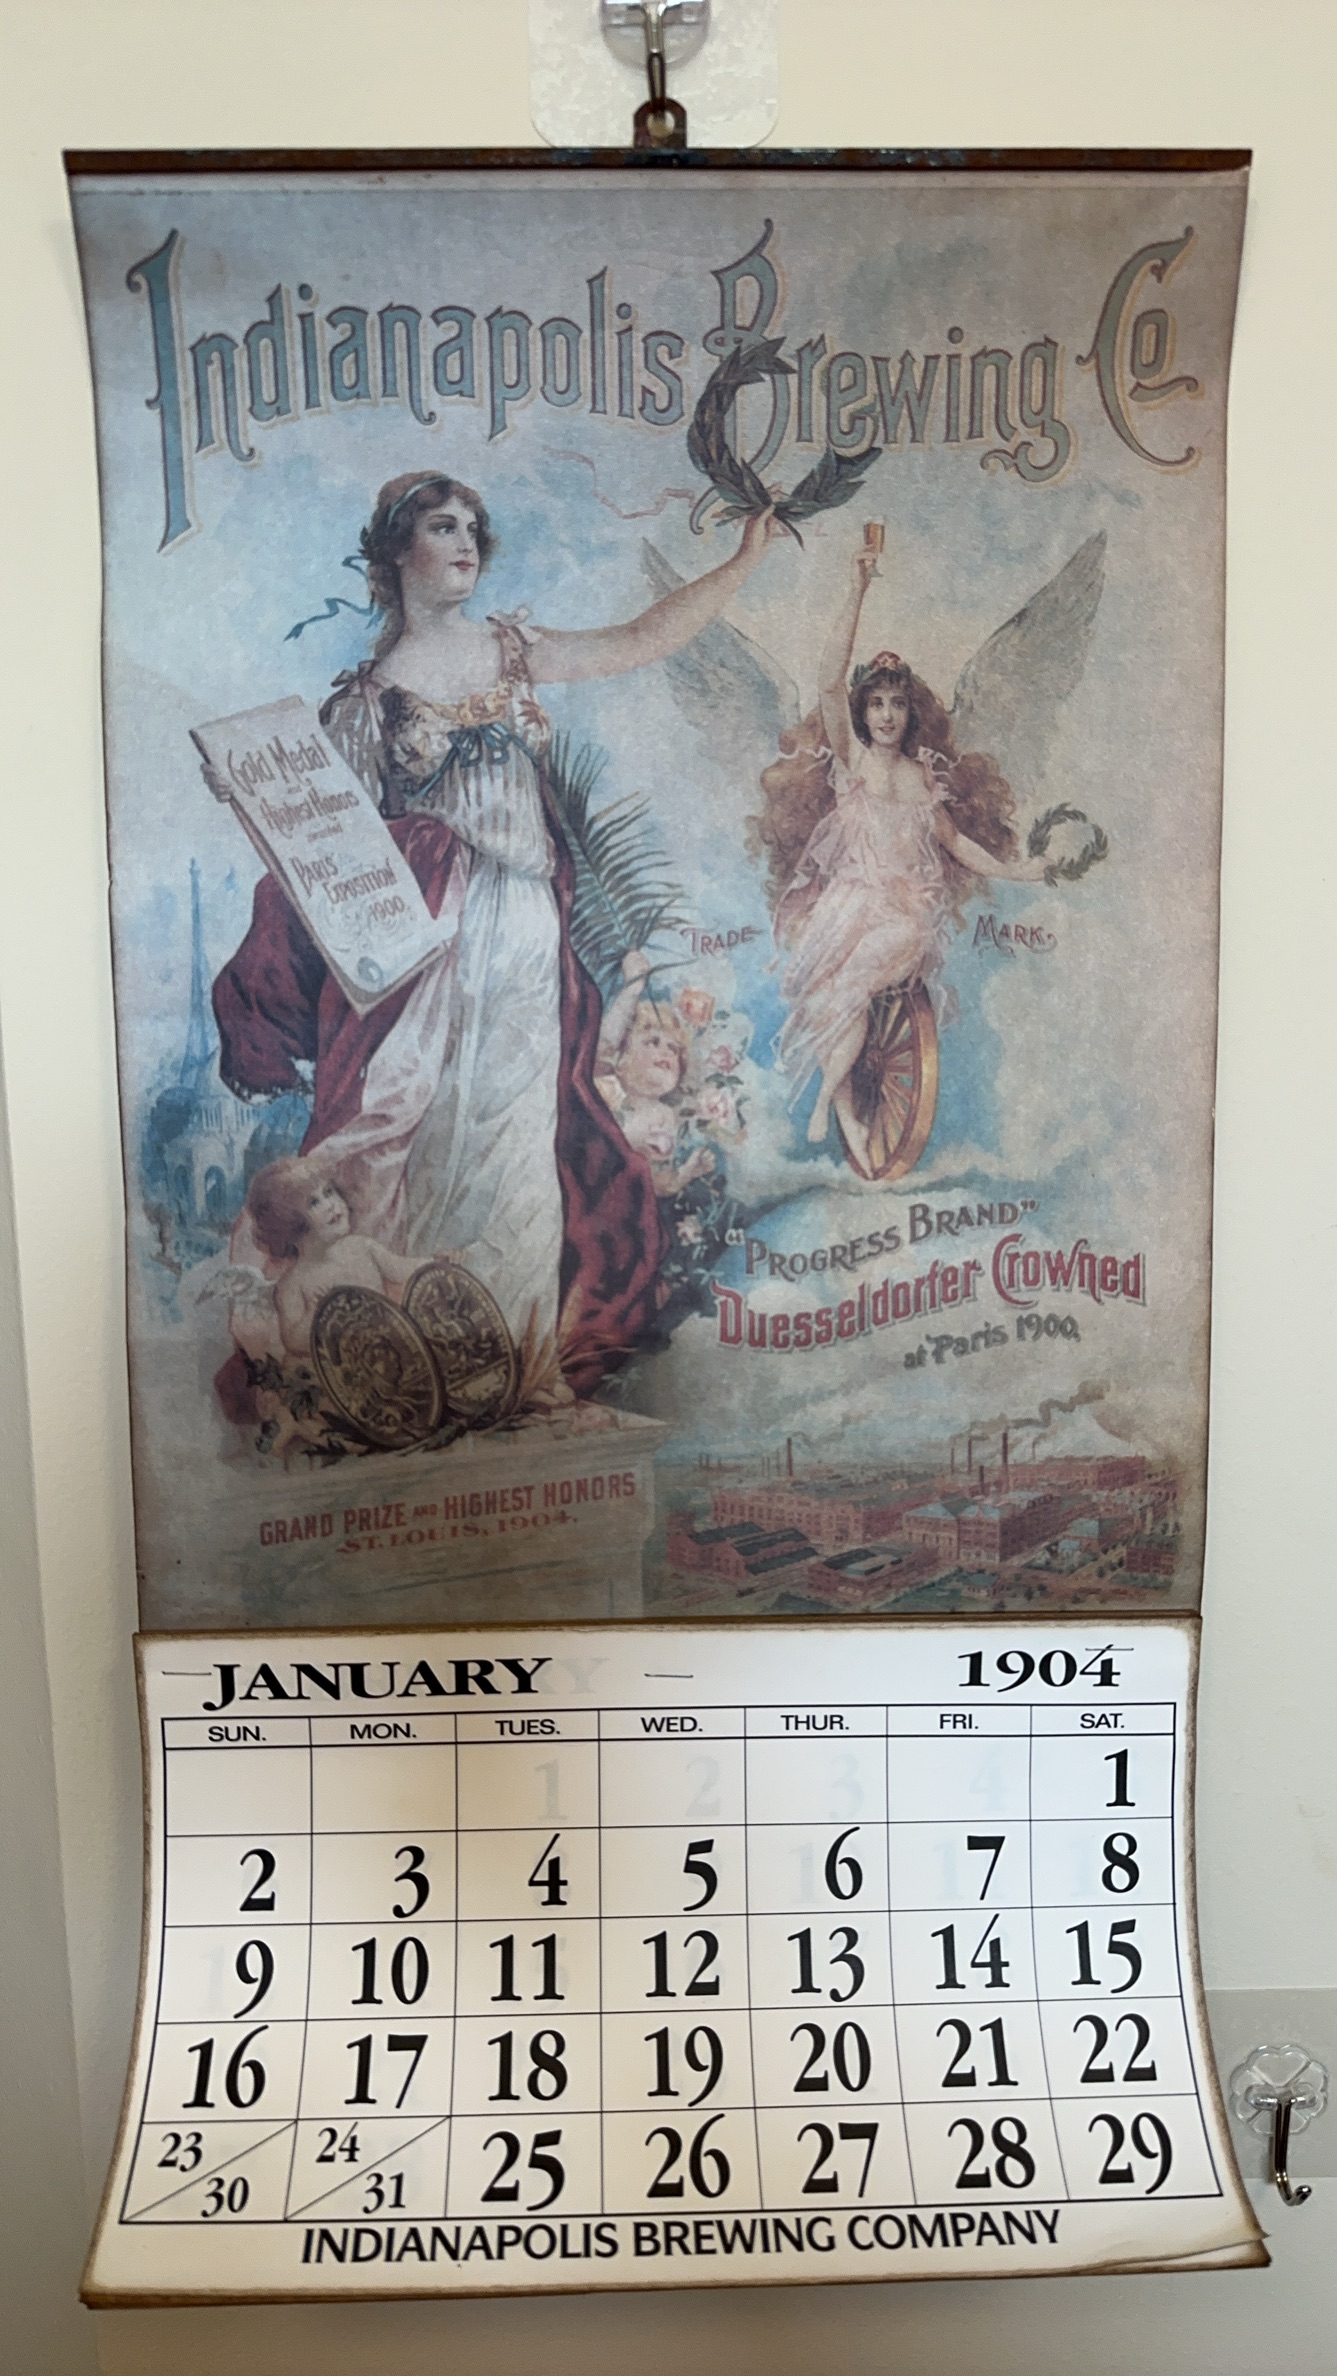 Indianapolis Brewing Co
Gold Medal
and
Highest Honors
awarded
PARIS
EXPOSITION
1900
TRADE MARK
"PROGRESS BRAND"
Duesseldorfer Crowned
at Paris 1900.
GRAND PRIZE AND HIGHEST HONORS
ST. LOUIS, 1904.
JANUARY — 1904
SUN. MON. TUES. WED. THUR. FRI. SAT.
1
2 3 4 5 6 7 8
9 10 11 12 13 14 15
16 17 18 19 20 21 22
23/30 24/31 25 26 27 28 29
INDIANAPOLIS BREWING COMPANY